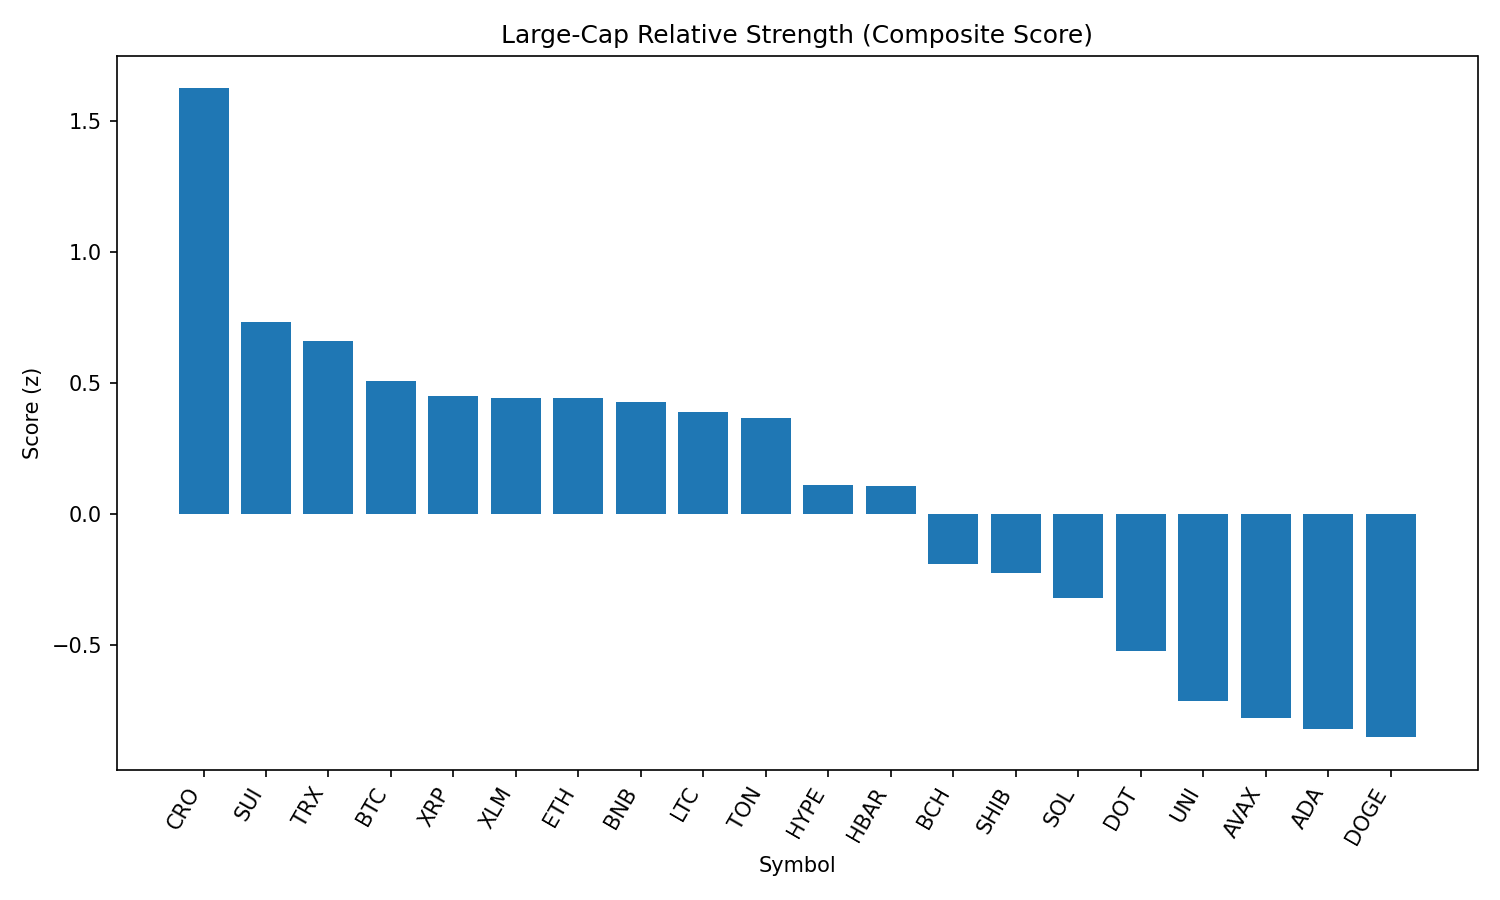 Large-Cap Relative Strength (Composite Score)
Score (z)
1.5
1.0
0.5
0.0
−0.5
CRO
SUI
TRX
BTC
XRP
XLM
ETH
BNB
LTC
TON
HYPE
HBAR
BCH
SHIB
SOL
DOT
UNI
AVAX
ADA
DOGE
Symbol